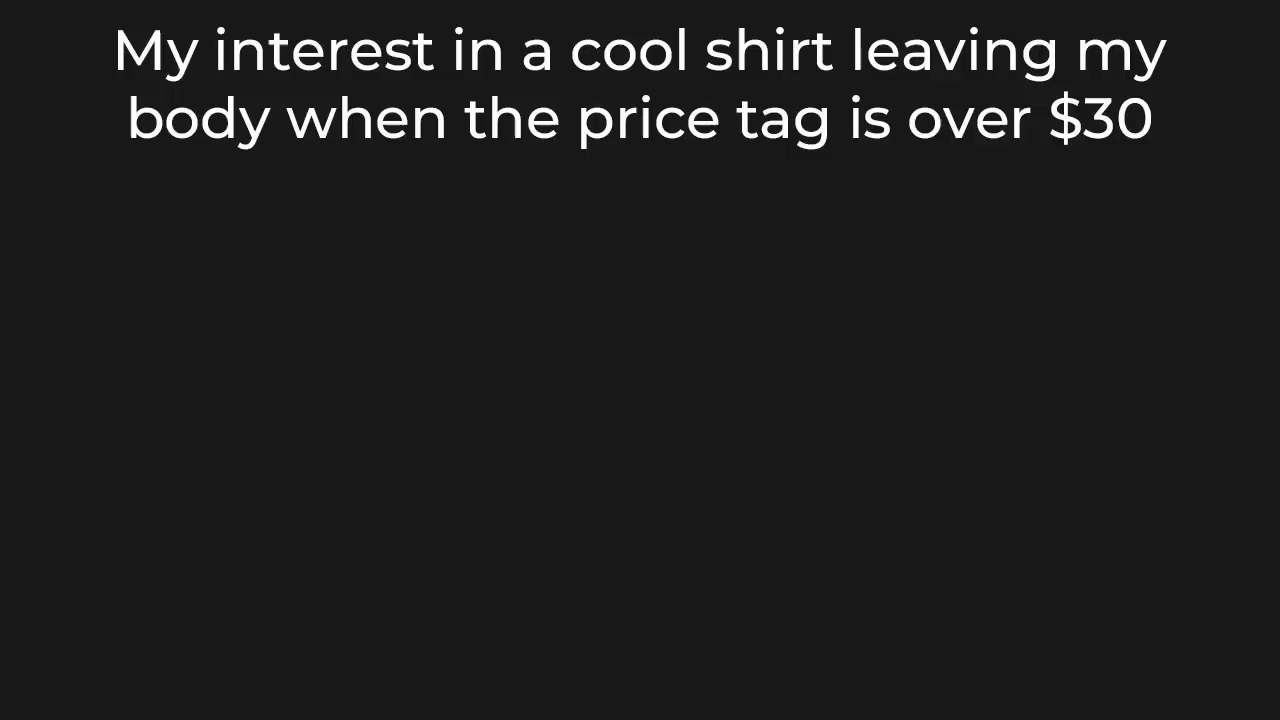 My interest in a cool shirt leaving my
body when the price tag is over $30